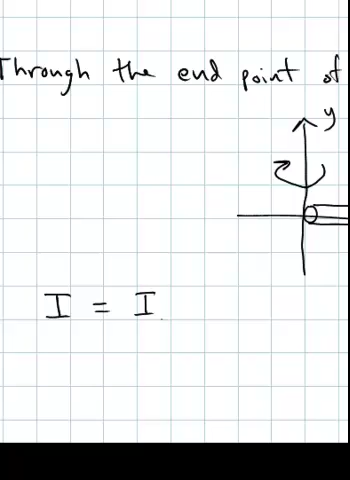 Through the end point of
y
I = I